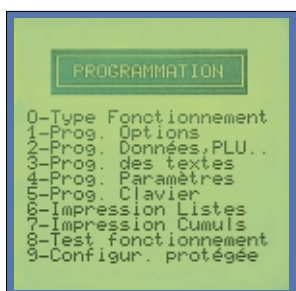 PROGRAMMATION
0-Type Fonctionnement
1-Prog. Options
2-Prog. Données,PLU..
3-Prog. des textes
4-Prog. Paramètres
5-Prog. Clavier
6-Impression Listes
7-Impression Cumuls
8-Test fonctionnement
9-Configur. protégée